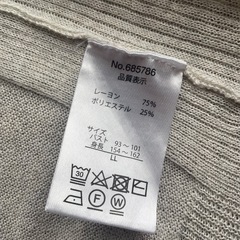 No.685786
品質表示
レーヨン 75%
ポリエステル 25%
サイズ
バスト 93～101
身長 154～162
LL
30
P
F
W